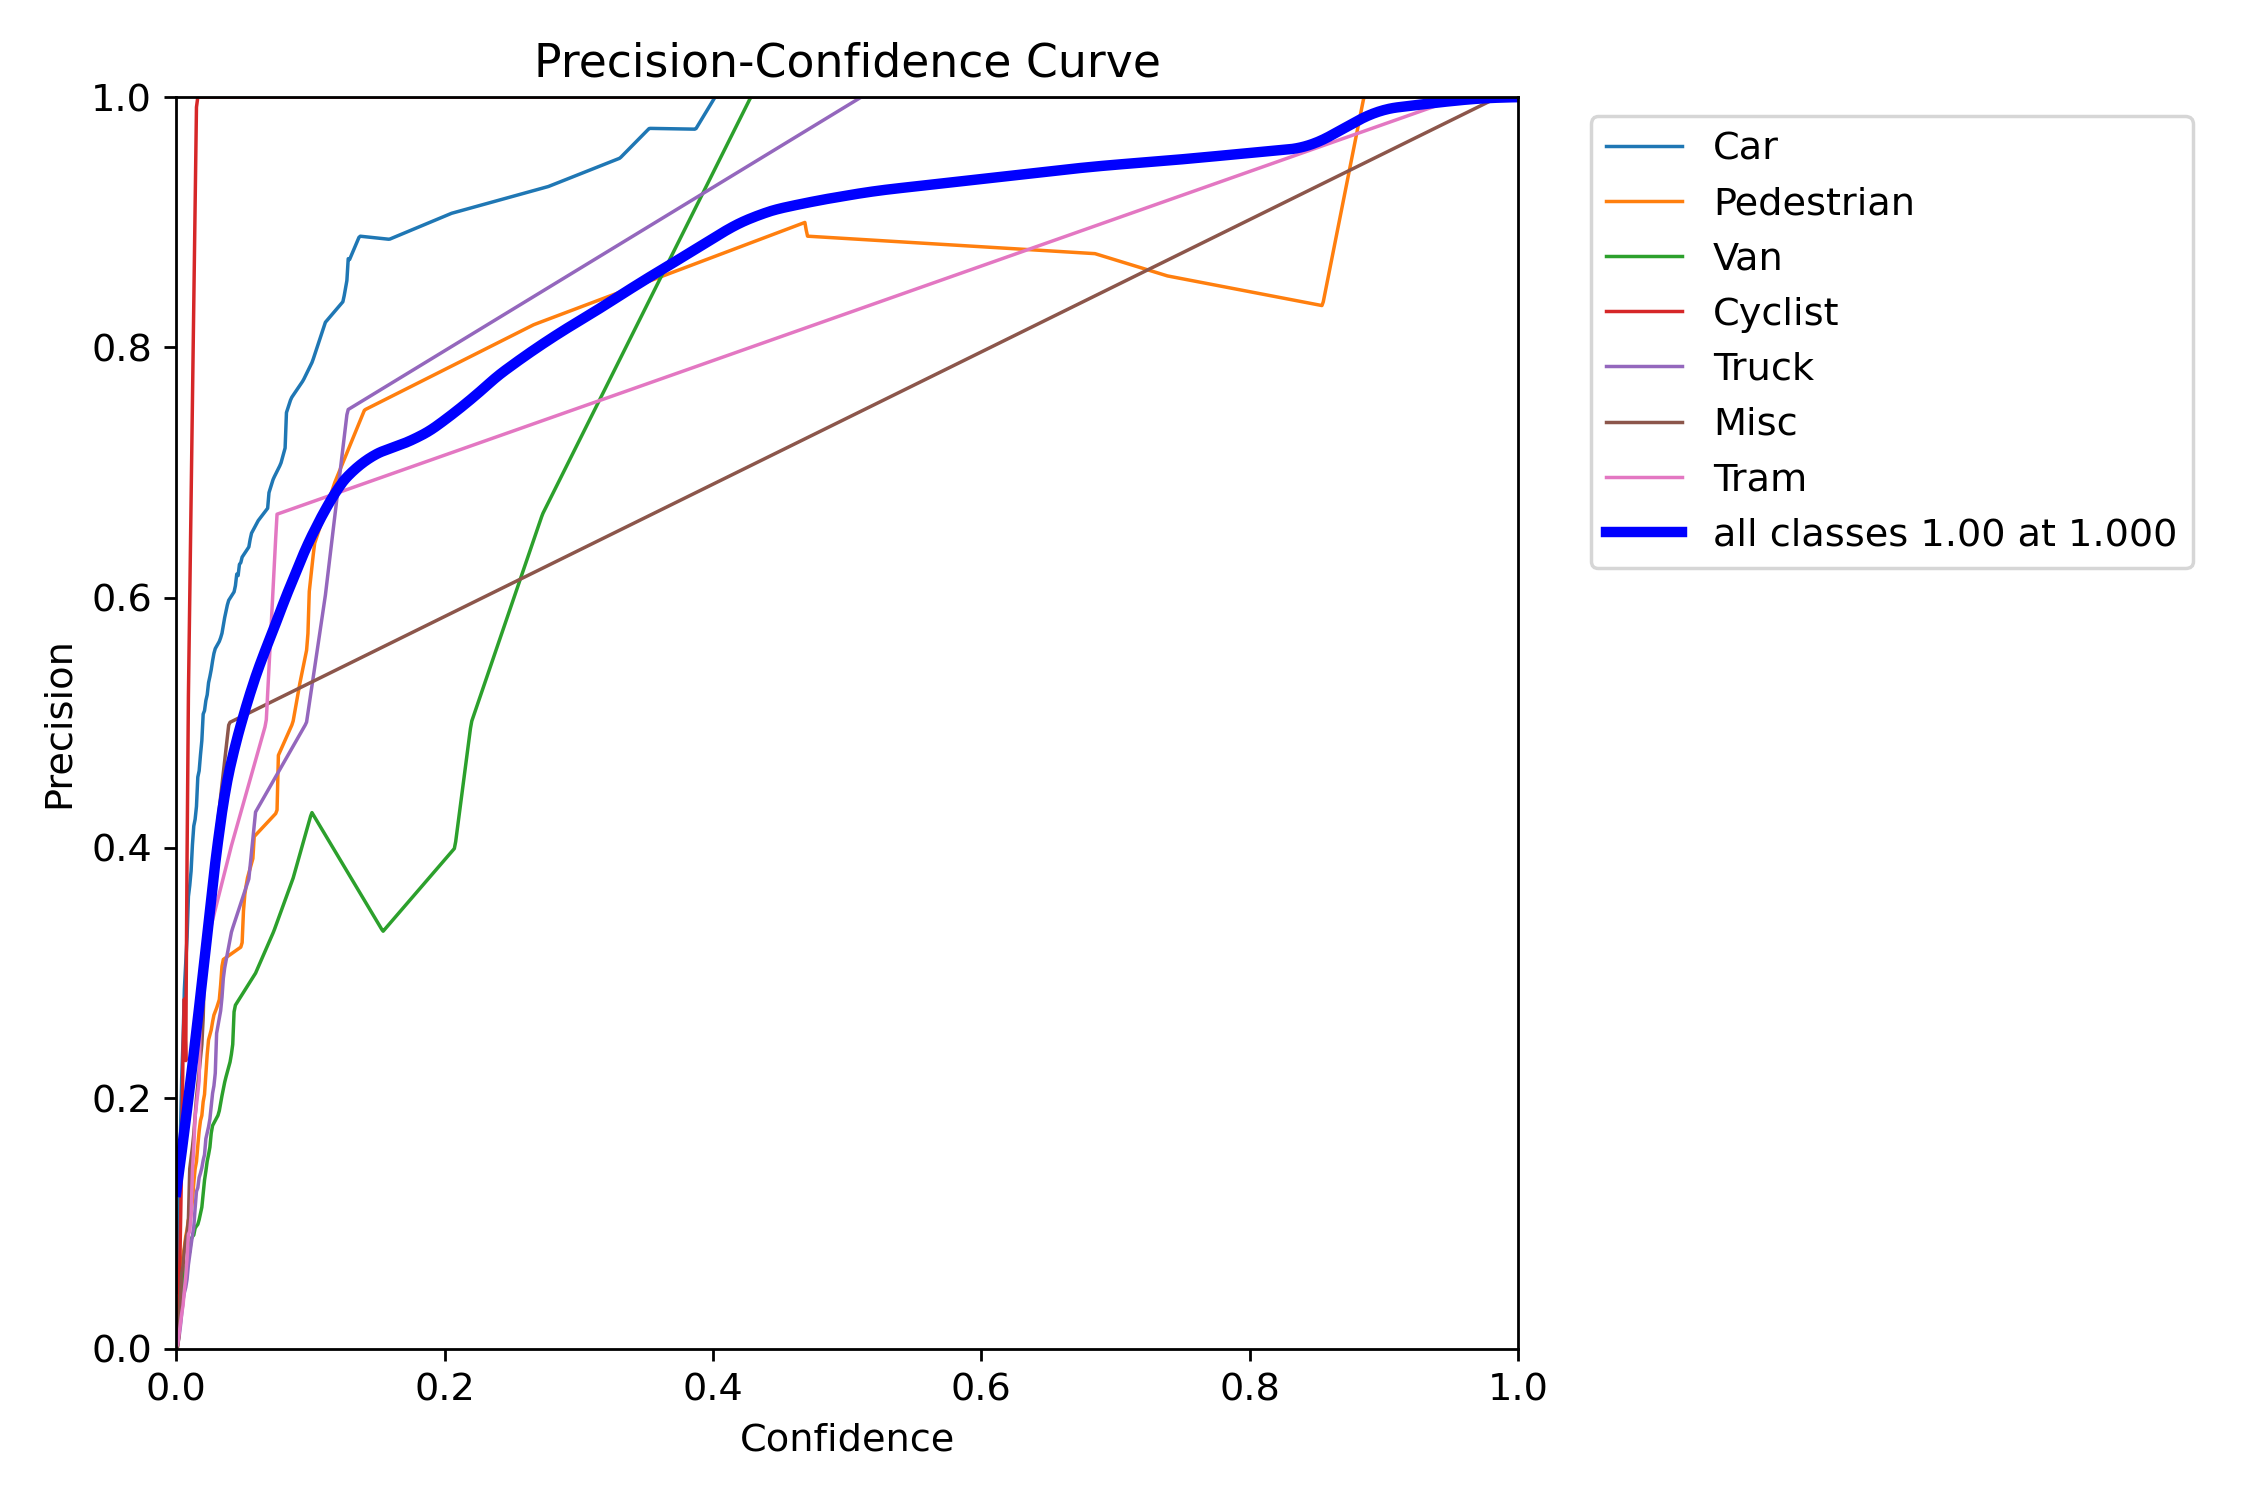 Precision-Confidence Curve
1.0
0.8
0.6
0.4
0.2
0.0
Precision
0.0 0.2 0.4 0.6 0.8 1.0
Confidence
Car
Pedestrian
Van
Cyclist
Truck
Misc
Tram
all classes 1.00 at 1.000